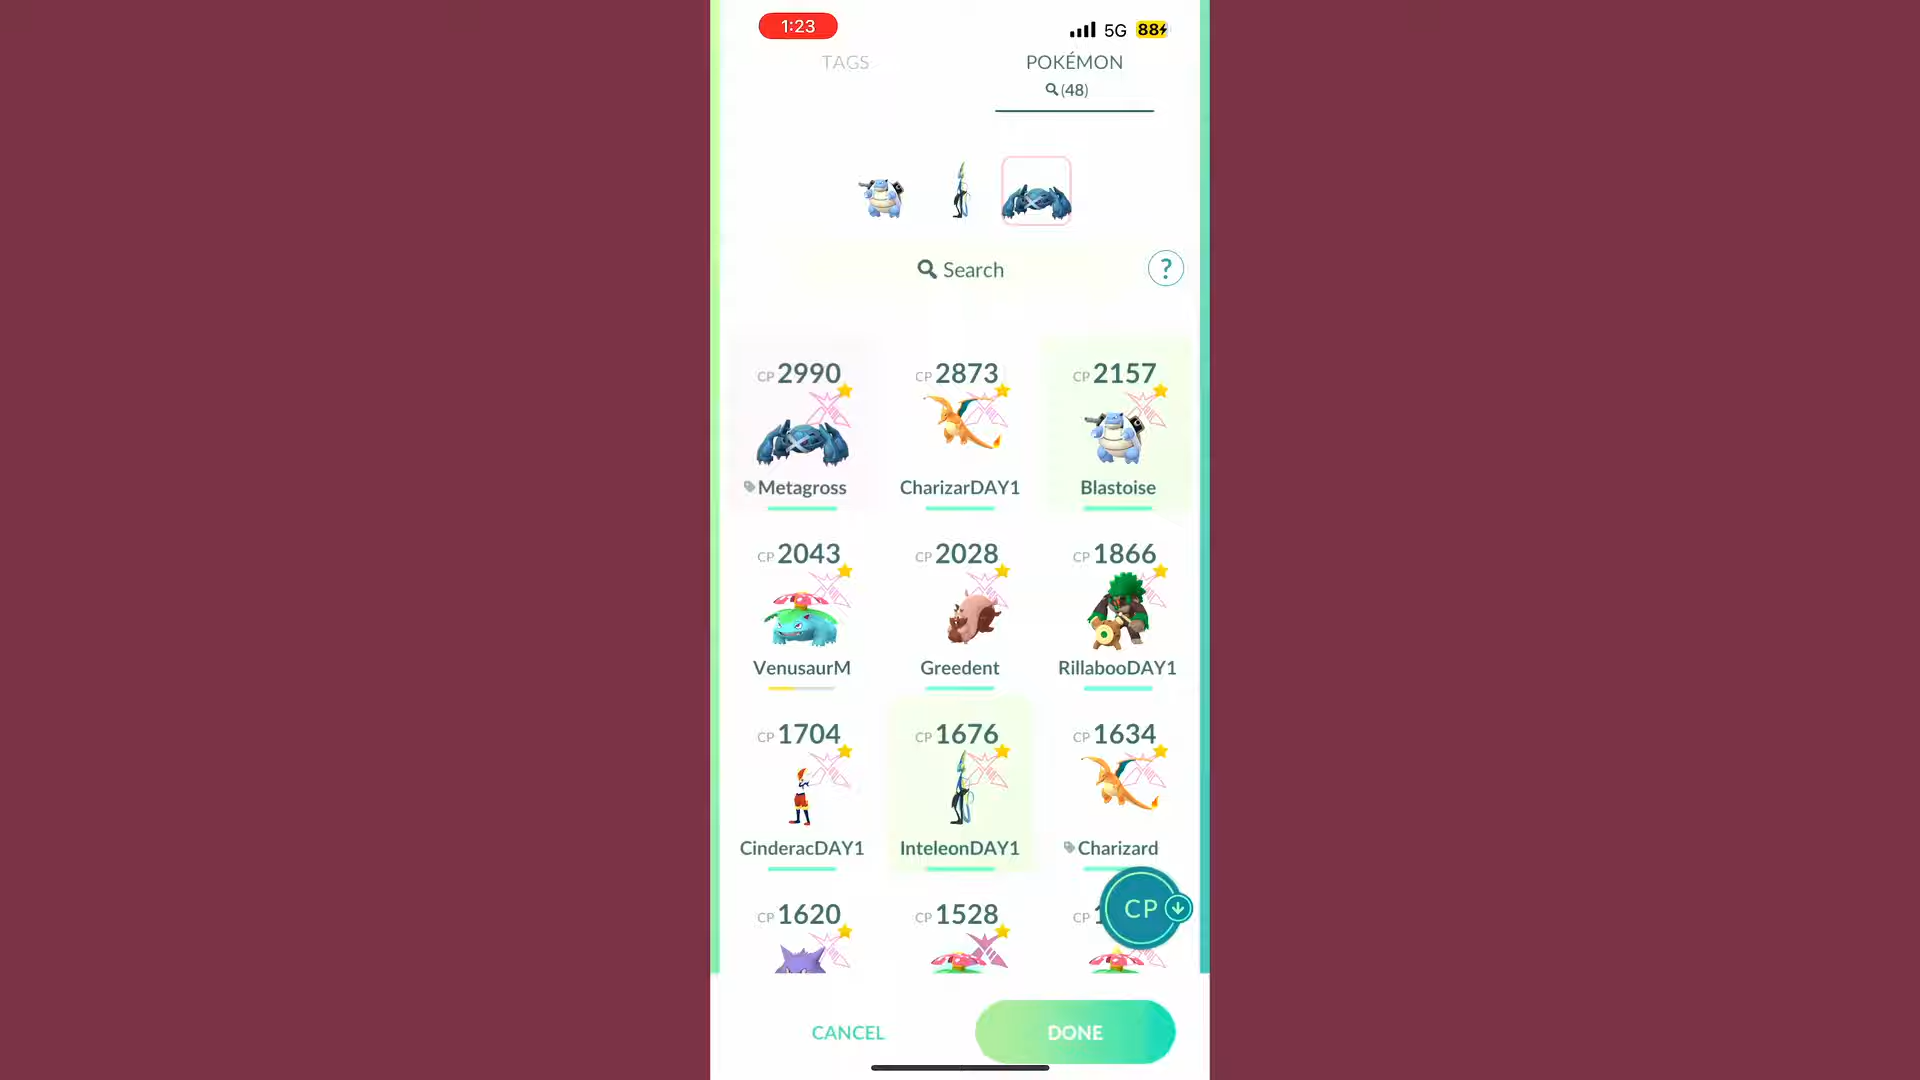 1:23
5G 88
TAGS
POKÉMON
(48)
Search
?
CP 2990
CP 2873
CP 2157
Metagross
CharizarDAY1
Blastoise
CP 2043
CP 2028
CP 1866
VenusaurM
Greedent
RillabooDAY1
CP 1704
CP 1676
CP 1634
CinderacDAY1
InteleonDAY1
Charizard
CP 1620
CP 1528
CP
CP
CANCEL
DONE